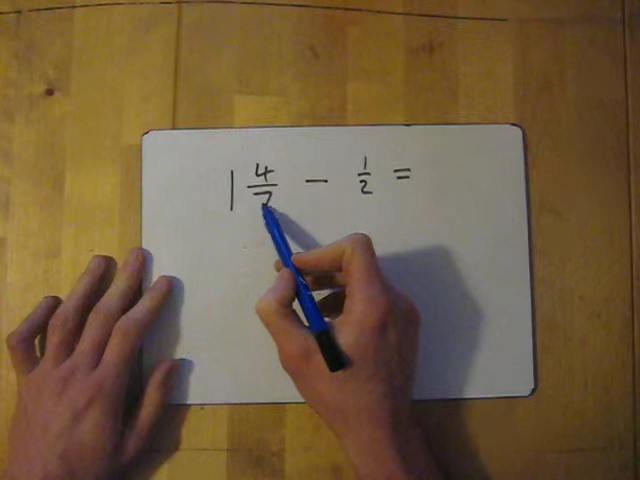 1 4/7 - 1/2 =